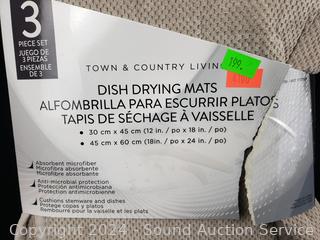 3
PIECE SET
JUEGO DE
3 PIEZAS
ENSEMBLE
DE 3
TOWN & COUNTRY LIVING
199
DISH DRYING MATS
ALFOMBRILLA PARA ESCURRIR PLATOS
TAPIS DE SÉCHAGE À VAISSELLE
• 30 cm x 45 cm (12 in. / po x 18 in. / po)
• 45 cm x 60 cm (18in. / po x 24 in. / po)
Absorbent microfiber
Microfibra absorbente
Microfibre absorbante
Anti-microbial protection
Protección antimicrobiana
Protection antimicrobienne
Cushions stemware and dishes
Protege copas y platos
Rembourre pour la vaisselle et les plats
Copyright 2024 Sound Auction Service